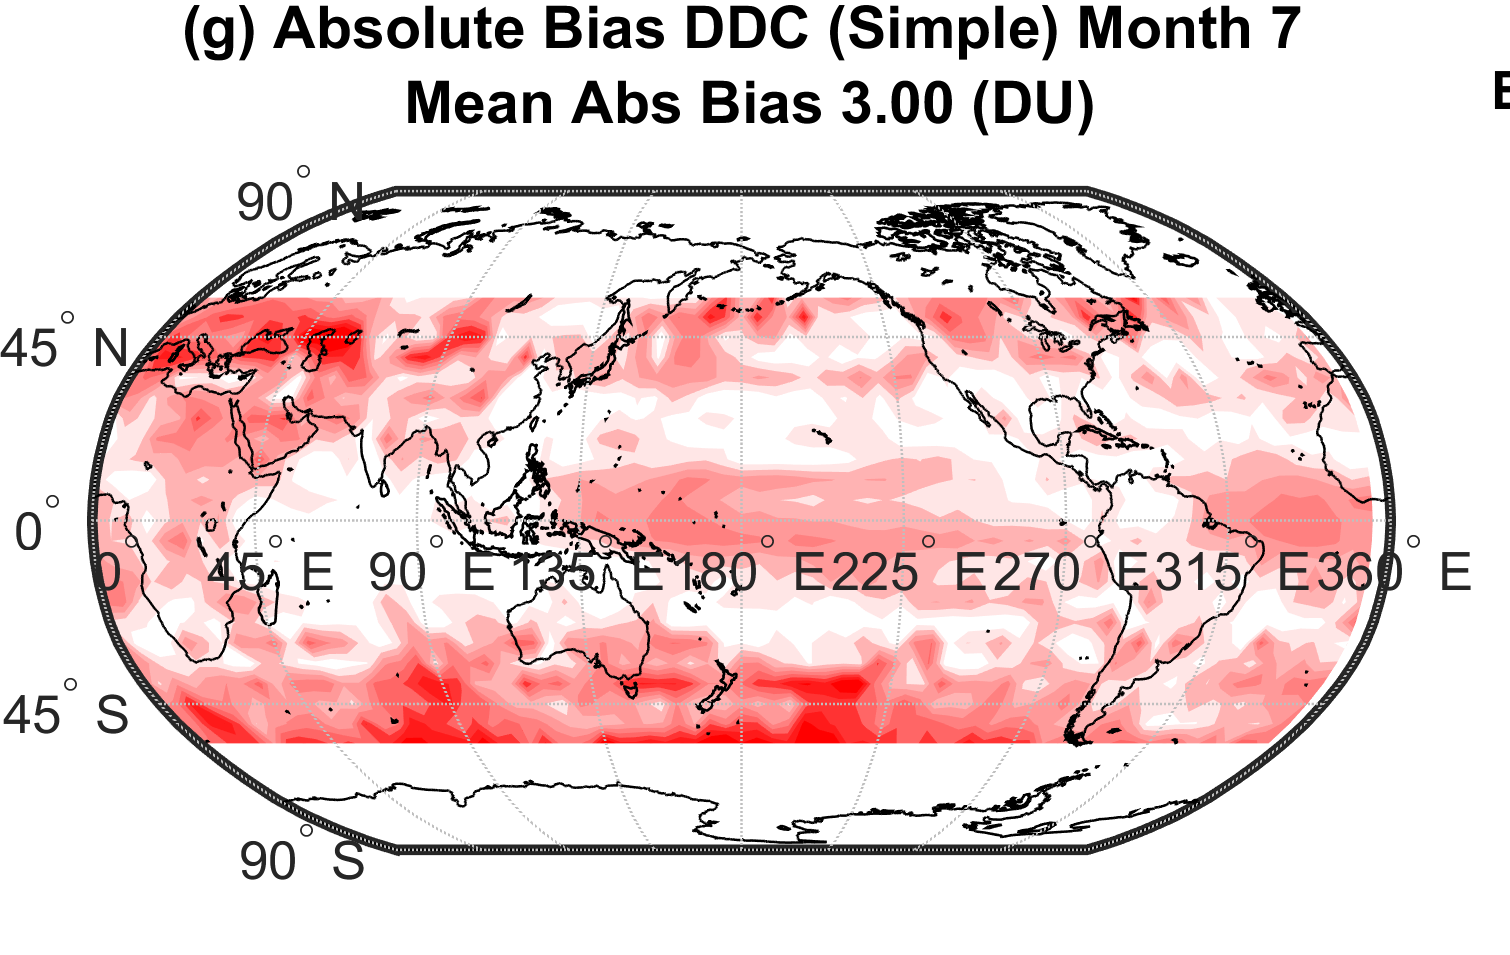 (g) Absolute Bias DDC (Simple) Month 7
Mean Abs Bias 3.00 (DU)
E
90° N
45° N
0°
0° 45° E 90° E 135° E 180° E 225° E 270° E 315° E 360° E
45° S
90° S